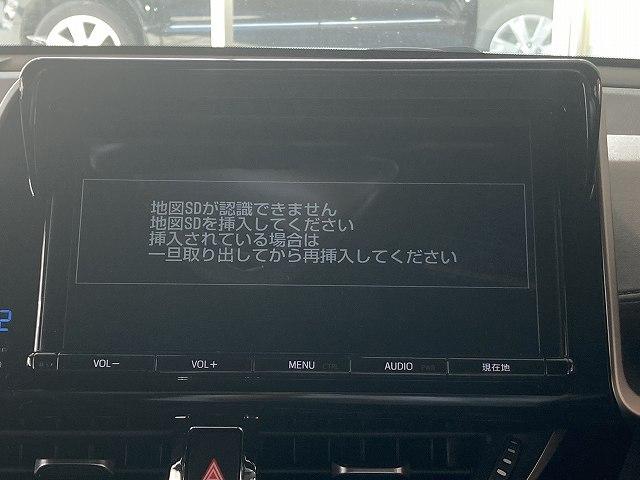 地図SDが認識できません
地図SDを挿入してください
挿入されている場合は
一旦取り出してから再挿入してください
2
VOL−
VOL+
MENU CTRL
AUDIO PWR
現在地